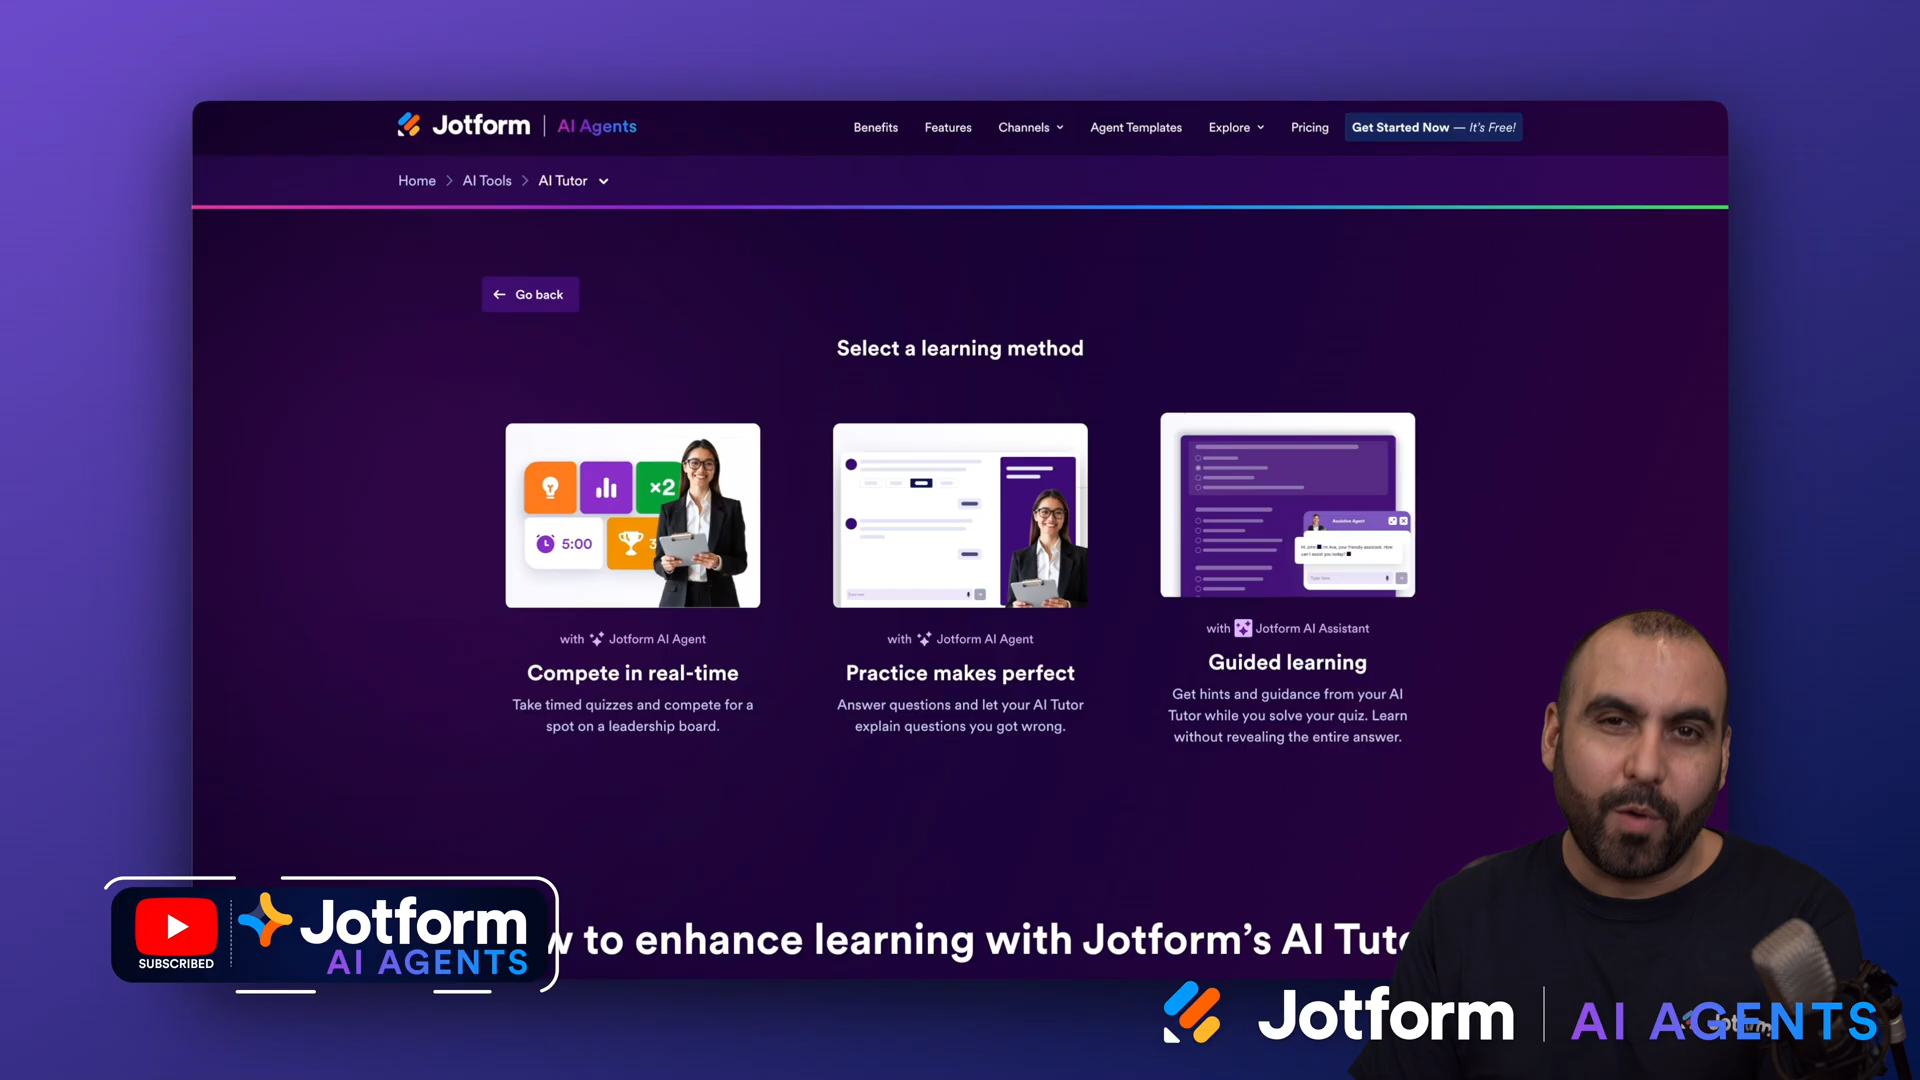 Jotform | AI Agents
Benefits
Features
Channels
Agent Templates
Explore
Pricing
Get Started Now — It's Free!
Home > AI Tools > AI Tutor
Go back
Select a learning method
×2
5:00
3
with Jotform AI Agent
Compete in real-time
Take timed quizzes and compete for a
spot on a leadership board.
with Jotform AI Agent
Practice makes perfect
Answer questions and let your AI Tutor
explain questions you got wrong.
Assistive Agent
Type here
with Jotform AI Assistant
Guided learning
Get hints and guidance from your AI
Tutor while you solve your quiz. Learn
without revealing the entire answer.
to enhance learning with Jotform's AI
SUBSCRIBED
Jotform
AI AGENTS
Jotform | AI AGENTS